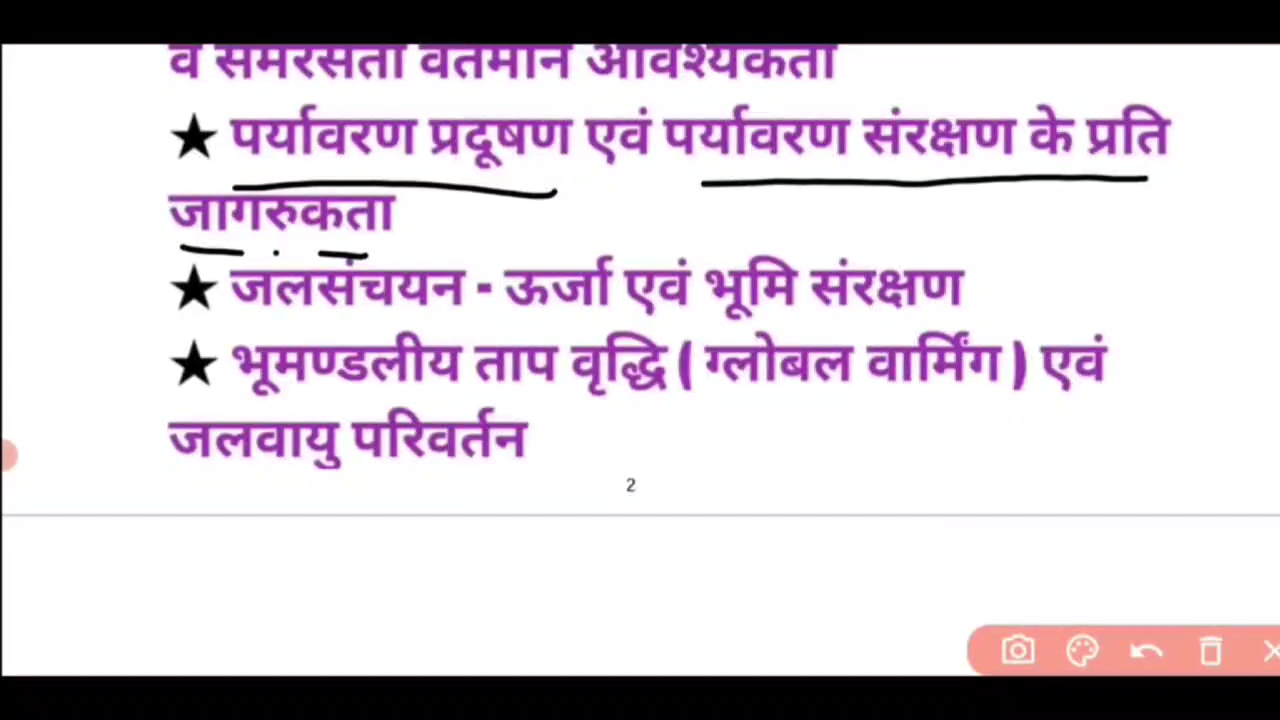 व समरसता वर्तमान आवश्यकता
★ पर्यावरण प्रदूषण एवं पर्यावरण संरक्षण के प्रति
जागरुकता
★ जलसंचयन - ऊर्जा एवं भूमि संरक्षण
★ भूमण्डलीय ताप वृद्धि ( ग्लोबल वार्मिंग ) एवं
जलवायु परिवर्तन
2